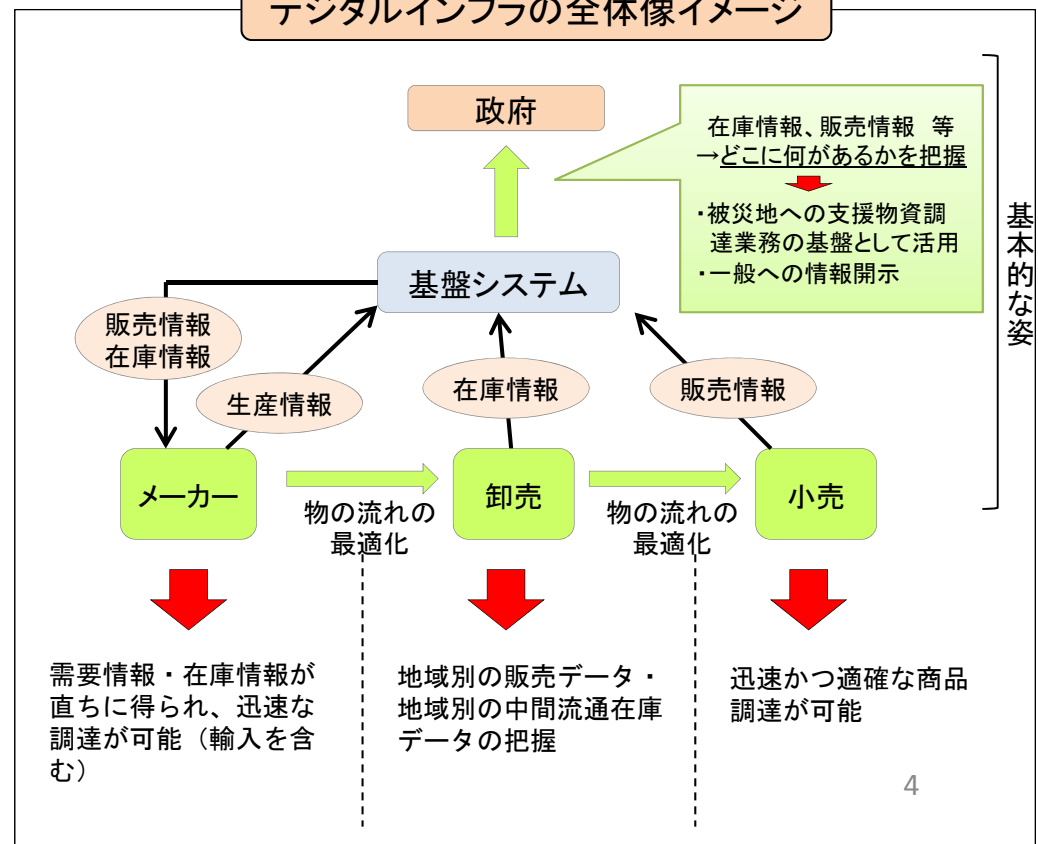 デジタルインフラの全体像イメージ
政府
在庫情報、販売情報　等
→どこに何があるかを把握
・被災地への支援物資調
達業務の基盤として活用
・一般への情報開示
基本的な姿
基盤システム
販売情報
在庫情報
生産情報
在庫情報
販売情報
メーカー
卸売
小売
物の流れの
最適化
物の流れの
最適化
需要情報・在庫情報が
直ちに得られ、迅速な
調達が可能（輸入を含
む）
地域別の販売データ・
地域別の中間流通在庫
データの把握
迅速かつ適確な商品
調達が可能
4